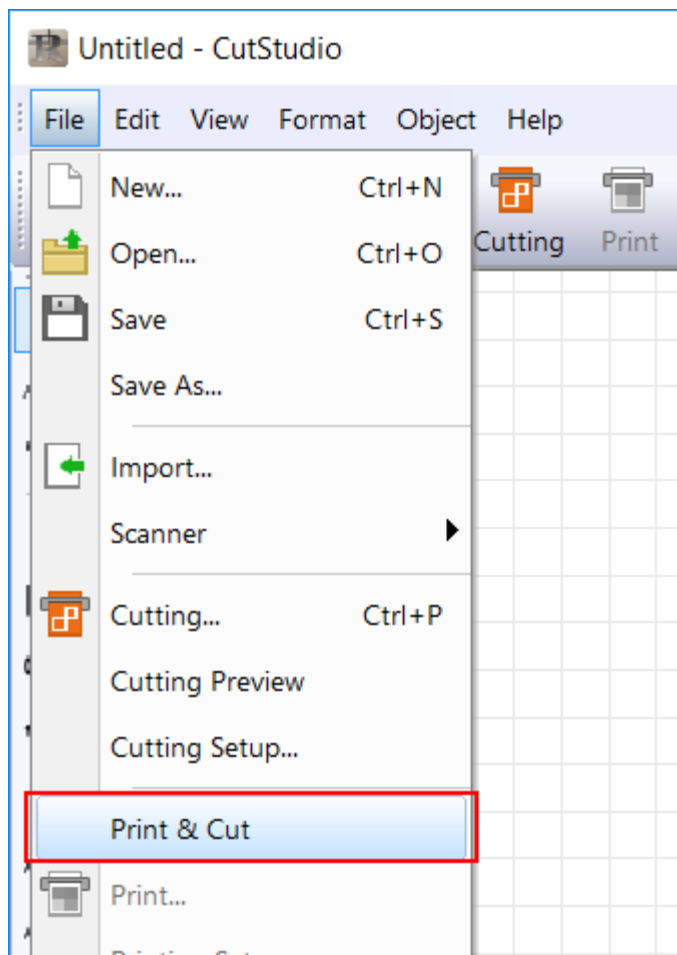 Untitled - CutStudio
File Edit View Format Object Help
New... Ctrl+N
Cutting Print
Open... Ctrl+O
Save Ctrl+S
Save As...
Import...
Scanner
Cutting... Ctrl+P
Cutting Preview
Cutting Setup...
Print & Cut
Print...